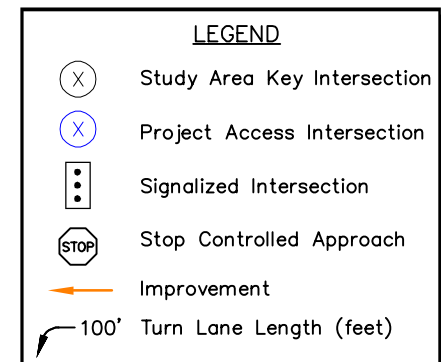 LEGEND
X Study Area Key Intersection
X Project Access Intersection
Signalized Intersection
STOP Stop Controlled Approach
Improvement
100' Turn Lane Length (feet)